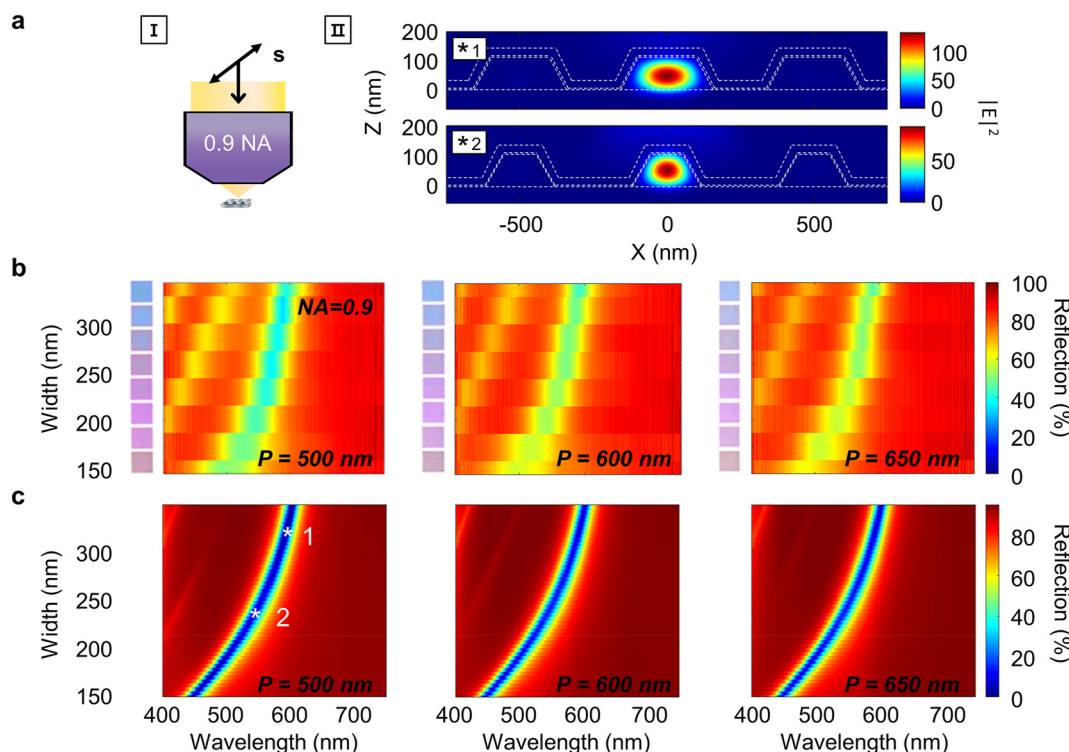 a
I
II
s
0.9 NA
*1
*2
200
100
0
200
100
0
Z (nm)
-500 0 500
X (nm)
100
50
0
50
0
|E|²
b
NA=0.9
P = 500 nm
P = 600 nm
P = 650 nm
300
250
200
150
Width (nm)
100
80
60
40
20
0
Reflection (%)
c
* 1
* 2
P = 500 nm
P = 600 nm
P = 650 nm
300
250
200
150
Width (nm)
80
60
40
20
0
Reflection (%)
400 500 600 700
400 500 600 700
400 500 600 700
Wavelength (nm)
Wavelength (nm)
Wavelength (nm)